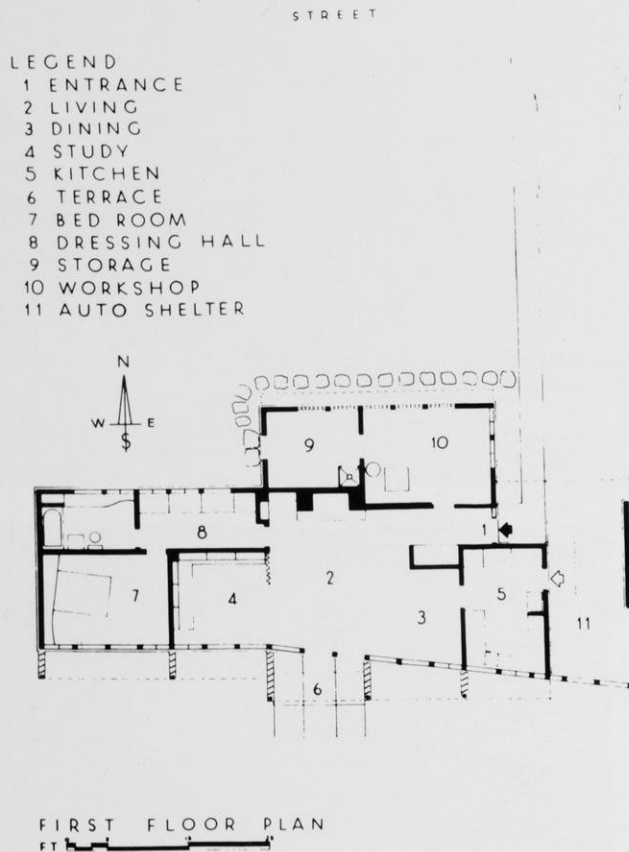 STREET
LEGEND
1 ENTRANCE
2 LIVING
3 DINING
4 STUDY
5 KITCHEN
6 TERRACE
7 BED ROOM
8 DRESSING HALL
9 STORAGE
10 WORKSHOP
11 AUTO SHELTER
N
W E
S
9 10
8 1
7 4 2 3 5 11
6
FIRST FLOOR PLAN
FT